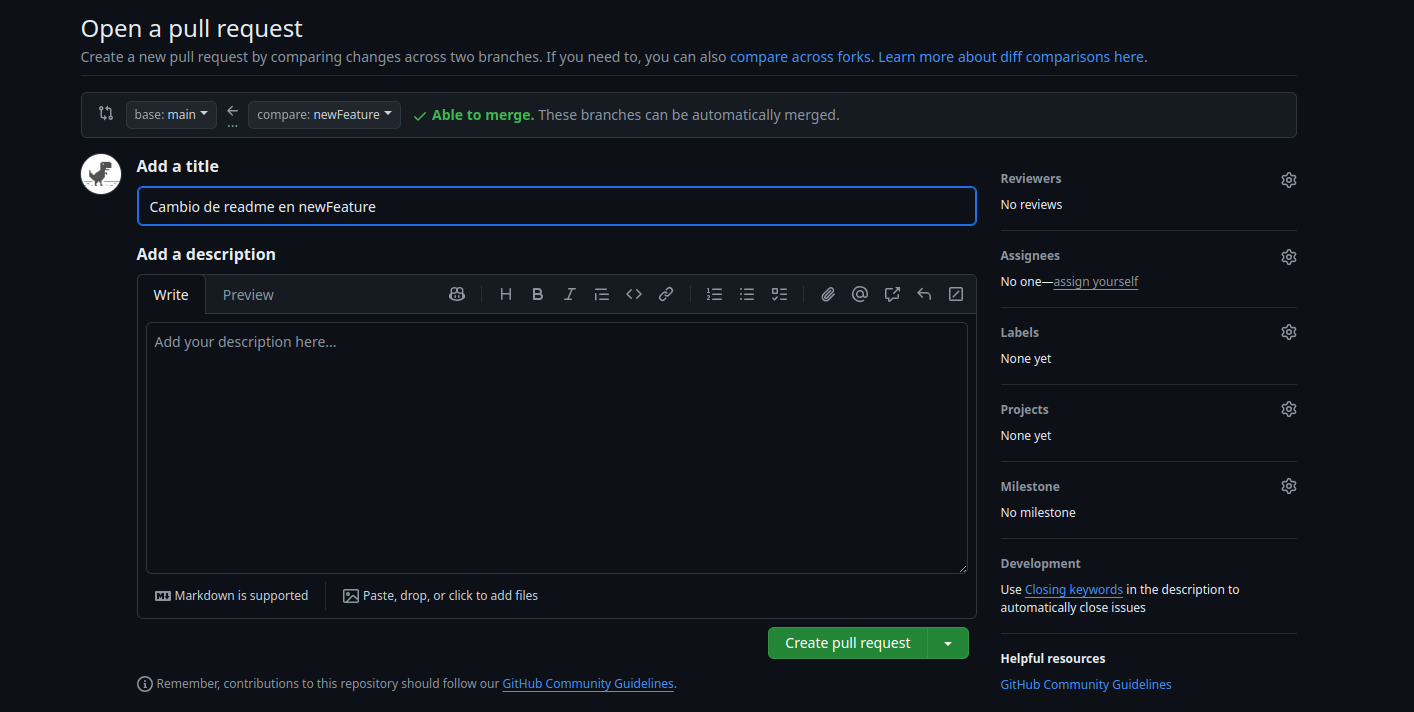 Open a pull request
Create a new pull request by comparing changes across two branches. If you need to, you can also compare across forks. Learn more about diff comparisons here.
base: main
...
compare: newFeature
Able to merge. These branches can be automatically merged.
Add a title
Cambio de readme en newFeature
Add a description
Write
Preview
H B I
Add your description here...
Markdown is supported
Paste, drop, or click to add files
Create pull request
Remember, contributions to this repository should follow our GitHub Community Guidelines.
Reviewers
No reviews
Assignees
No one—assign yourself
Labels
None yet
Projects
None yet
Milestone
No milestone
Development
Use Closing keywords in the description to
automatically close issues
Helpful resources
GitHub Community Guidelines